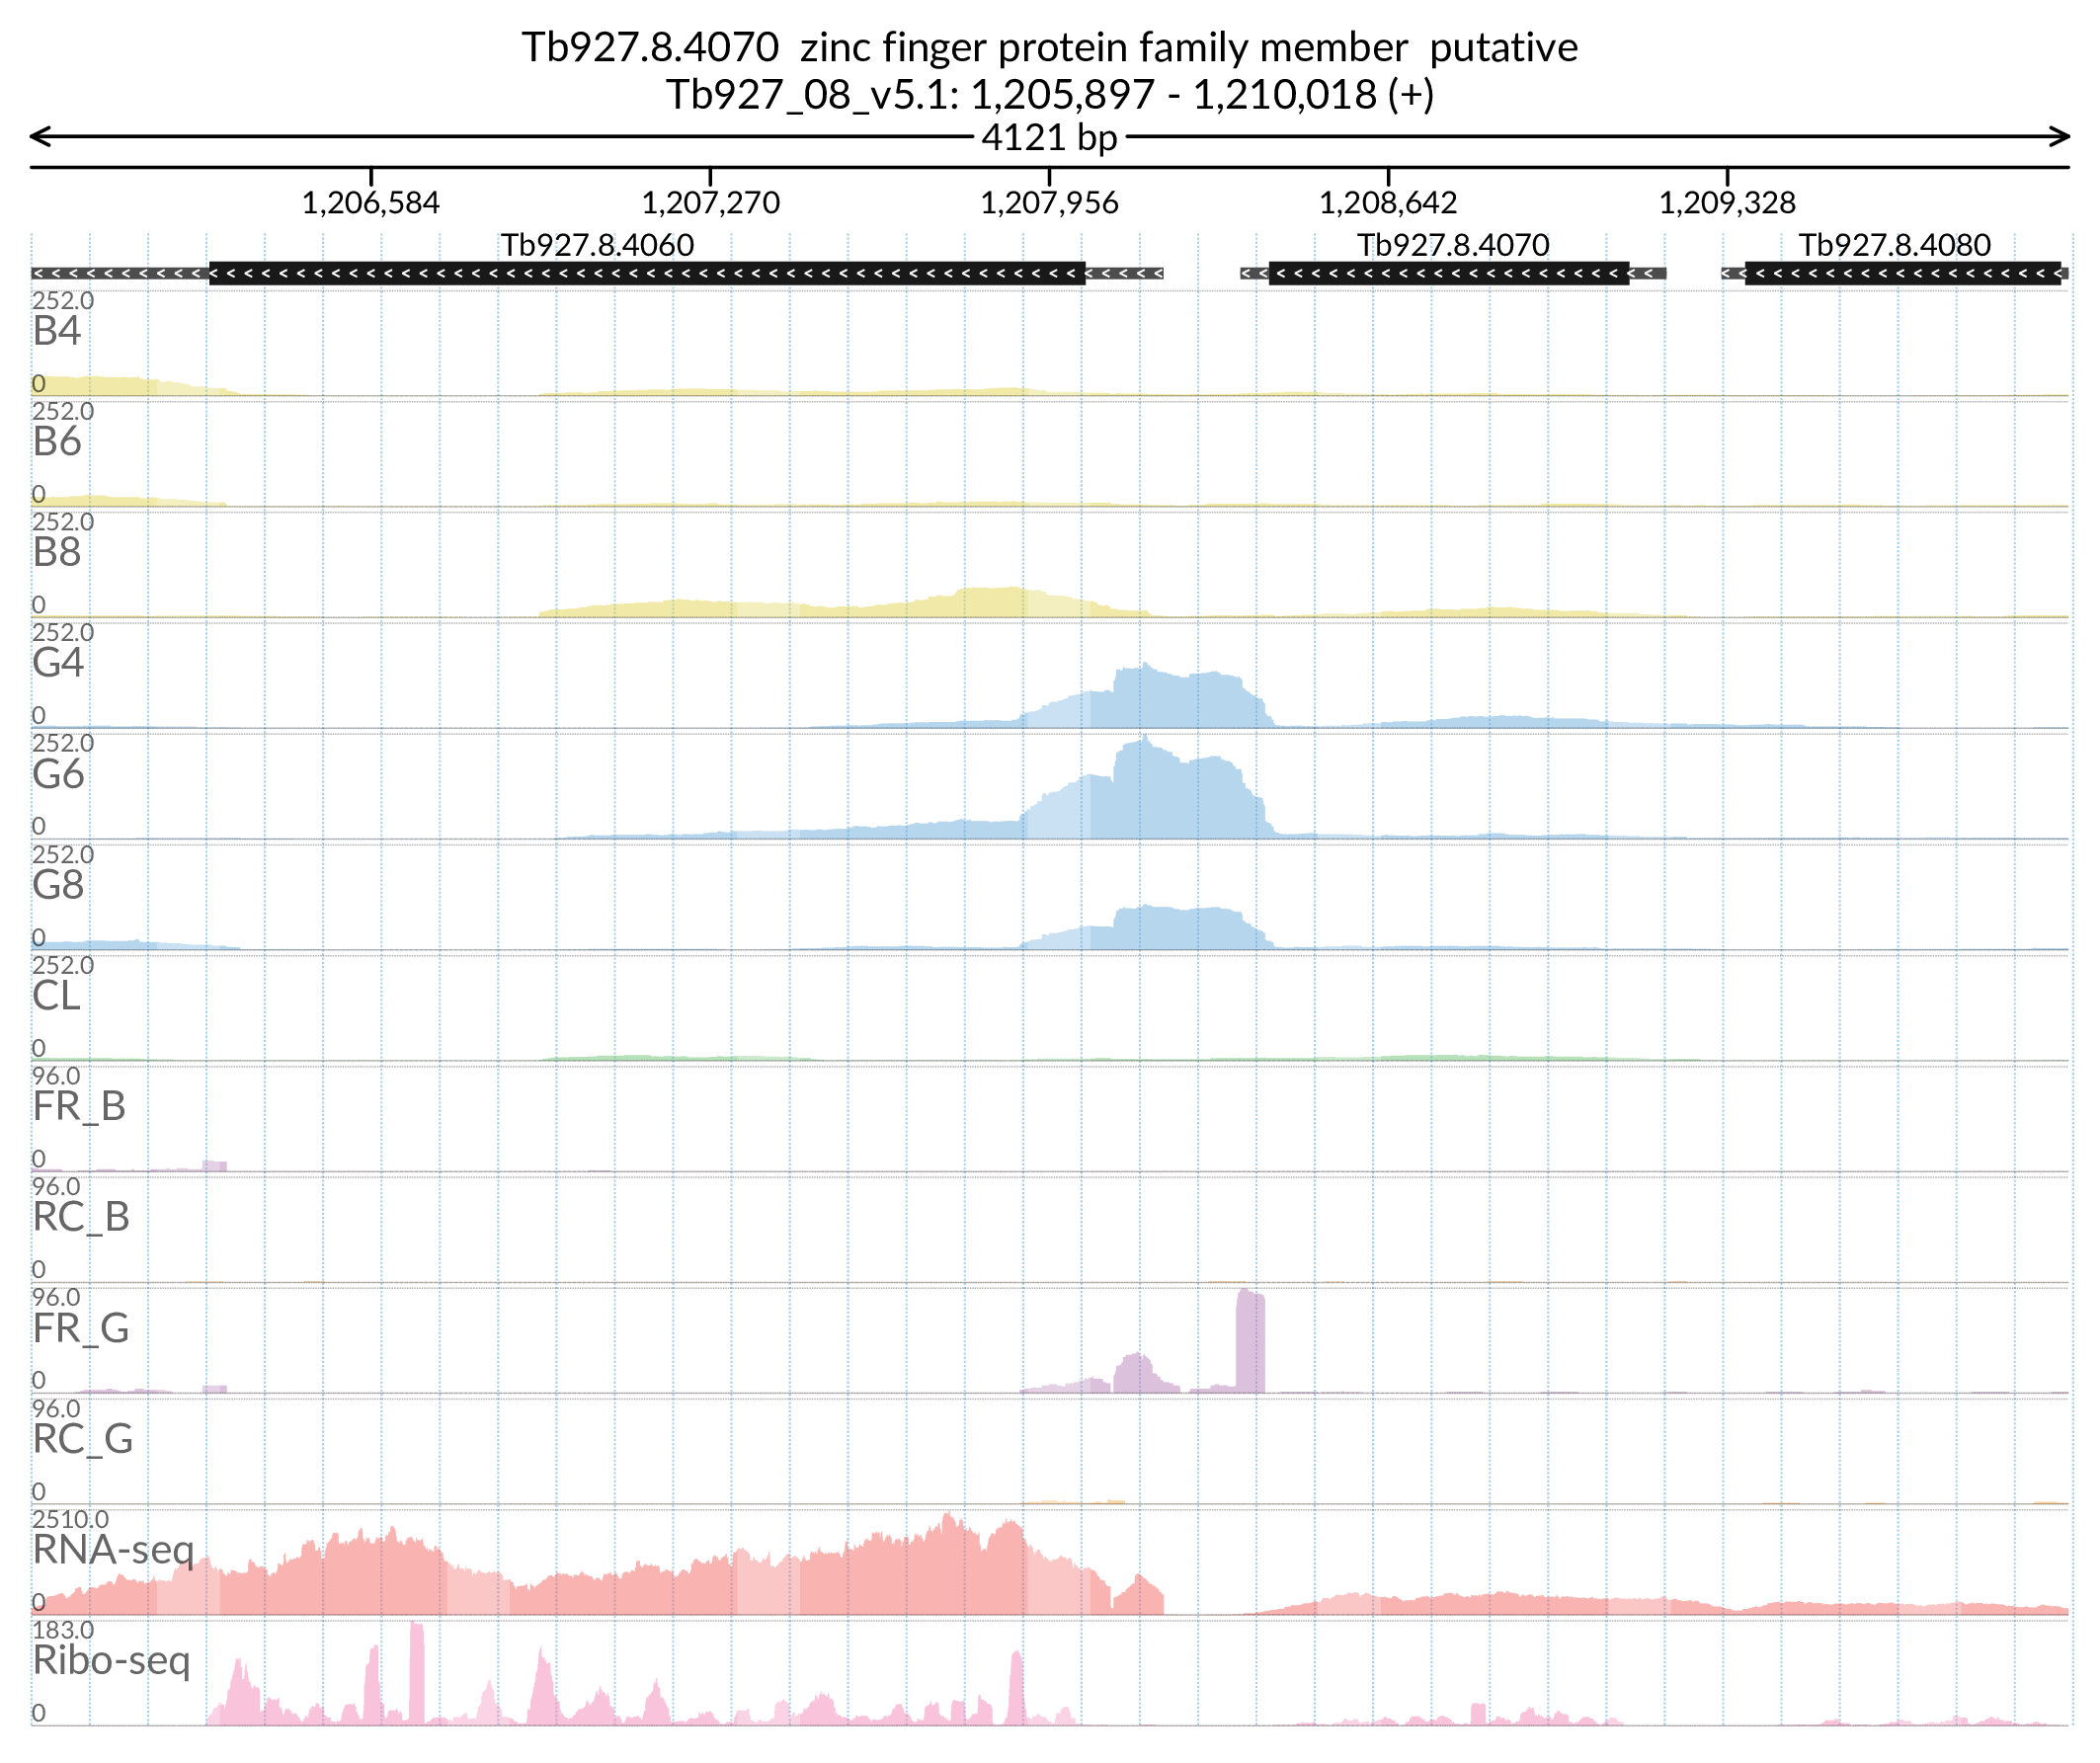 Tb927.8.4070  zinc finger protein family member  putative
Tb927_08_v5.1: 1,205,897 - 1,210,018 (+)
4121 bp
1,206,584 1,207,270 1,207,956 1,208,642 1,209,328
Tb927.8.4060 Tb927.8.4070 Tb927.8.4080
252.0
B4
0
252.0
B6
0
252.0
B8
0
252.0
G4
0
252.0
G6
0
252.0
G8
0
252.0
CL
0
96.0
FR_B
0
96.0
RC_B
0
96.0
FR_G
0
96.0
RC_G
0
2510.0
RNA-seq
0
183.0
Ribo-seq
0